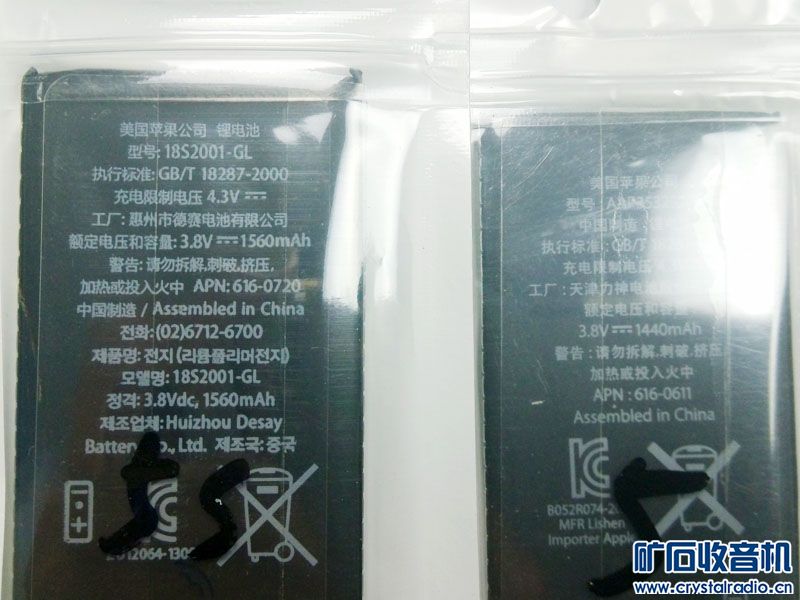 美国苹果公司 锂电池
型号: 18S2001-GL
执行标准: GB/T 18287-2000
充电限制电压 4.3V⎓
工厂: 惠州市德赛电池有限公司
额定电压和容量: 3.8V⎓1560mAh
警告: 请勿拆解,刺破,挤压,
加热或投入火中 APN: 616-0720
中国制造 / Assembled in China
전화:(02)6712-6700
제품명: 전지 (리튬폴리머전지)
모델명: 18S2001-GL
정격: 3.8Vdc, 1560mAh
제조업체: Huizhou Desay
Battery Co., Ltd. 제조국: 중국
5S
美国苹果公司
型号:
中国制造
执行标准: GB/T
充电限制电压
工厂: 天津力神电池
额定电压和容量:
3.8V⎓1440mAh
警告: 请勿拆解,刺破,挤压
加热或投入火中
APN : 616-0611
Assembled in China
B052R074-
MFR Lishen
Importer
5
矿石收音机
www.crystalradio.cn